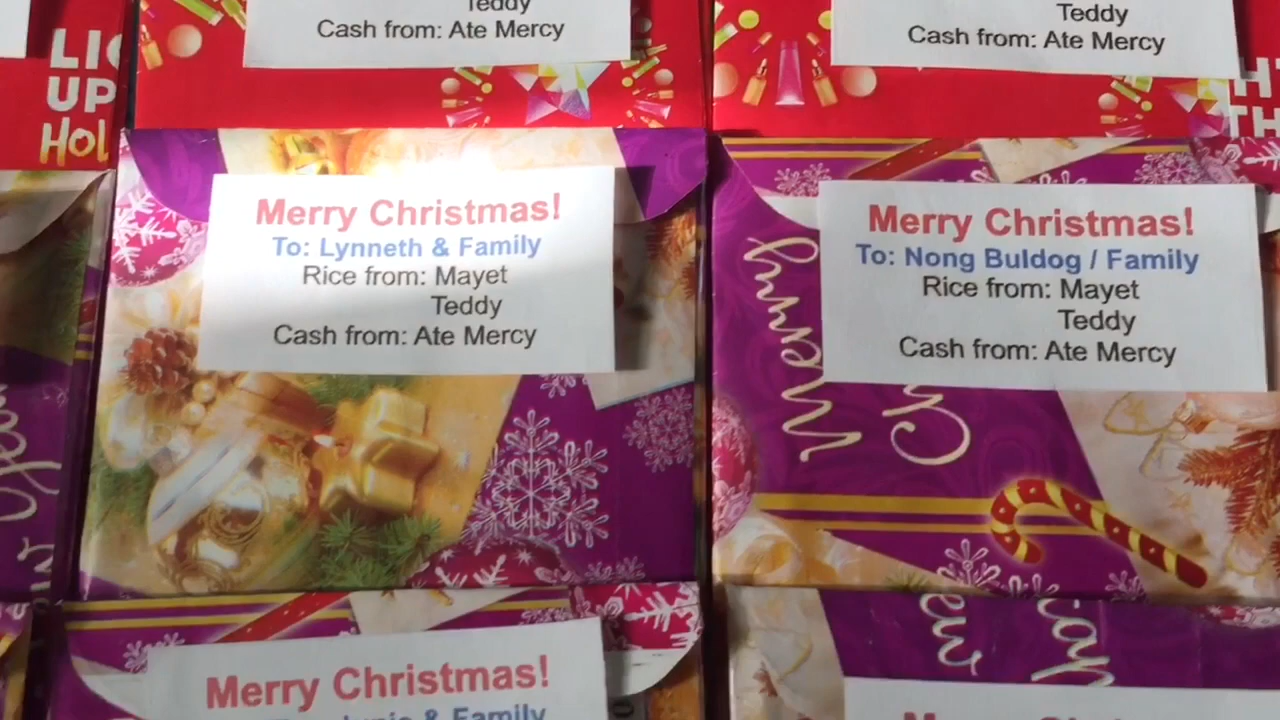 Teddy
Cash from: Ate Mercy
Teddy
Cash from: Ate Mercy
UP
Merry Christmas!
To: Lynneth & Family
Rice from: Mayet
Teddy
Cash from: Ate Mercy
Merry Christmas!
To: Nong Buldog / Family
Rice from: Mayet
Teddy
Cash from: Ate Mercy
Merry
Merry Christmas!
& Family